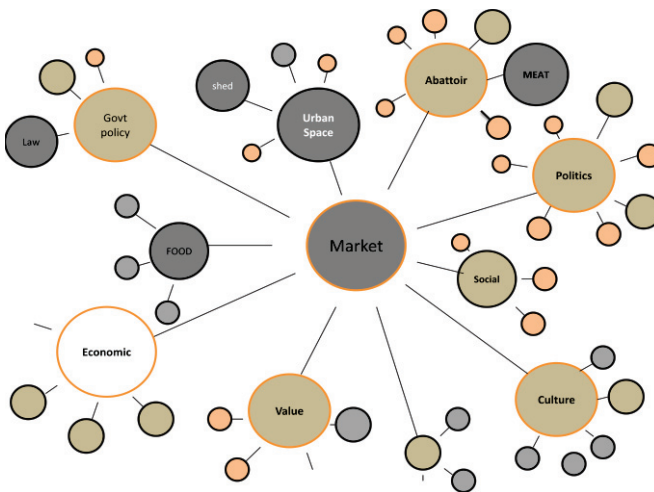 shed
Abattoir
MEAT
Govt
policy
Urban
Space
Law
Politics
Market
FOOD
Social
Economic
Value
Culture